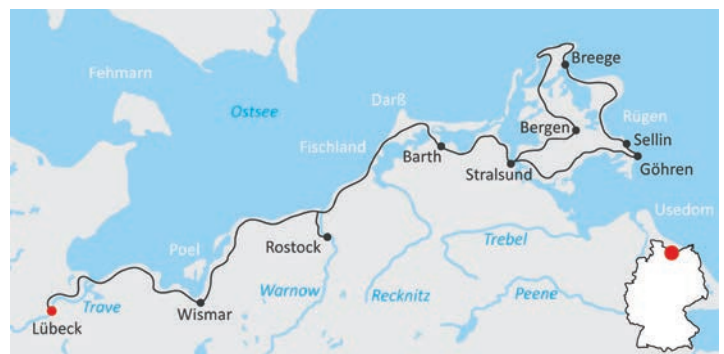 Breege
Fehmarn
Darß
Ostsee
Rügen
Bergen
Sellin
Fischland
Barth
Stralsund
Göhren
Usedom
Rostock
Trebel
Poel
Warnow
Recknitz
Peene
Trave
Wismar
Lübeck